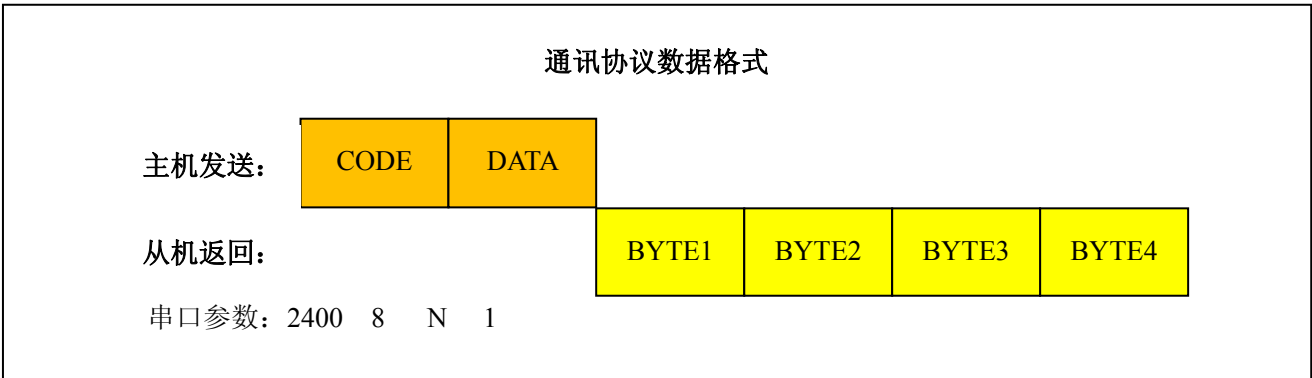 通讯协议数据格式
主机发送： CODE DATA
从机返回： BYTE1 BYTE2 BYTE3 BYTE4
串口参数：2400 8 N 1